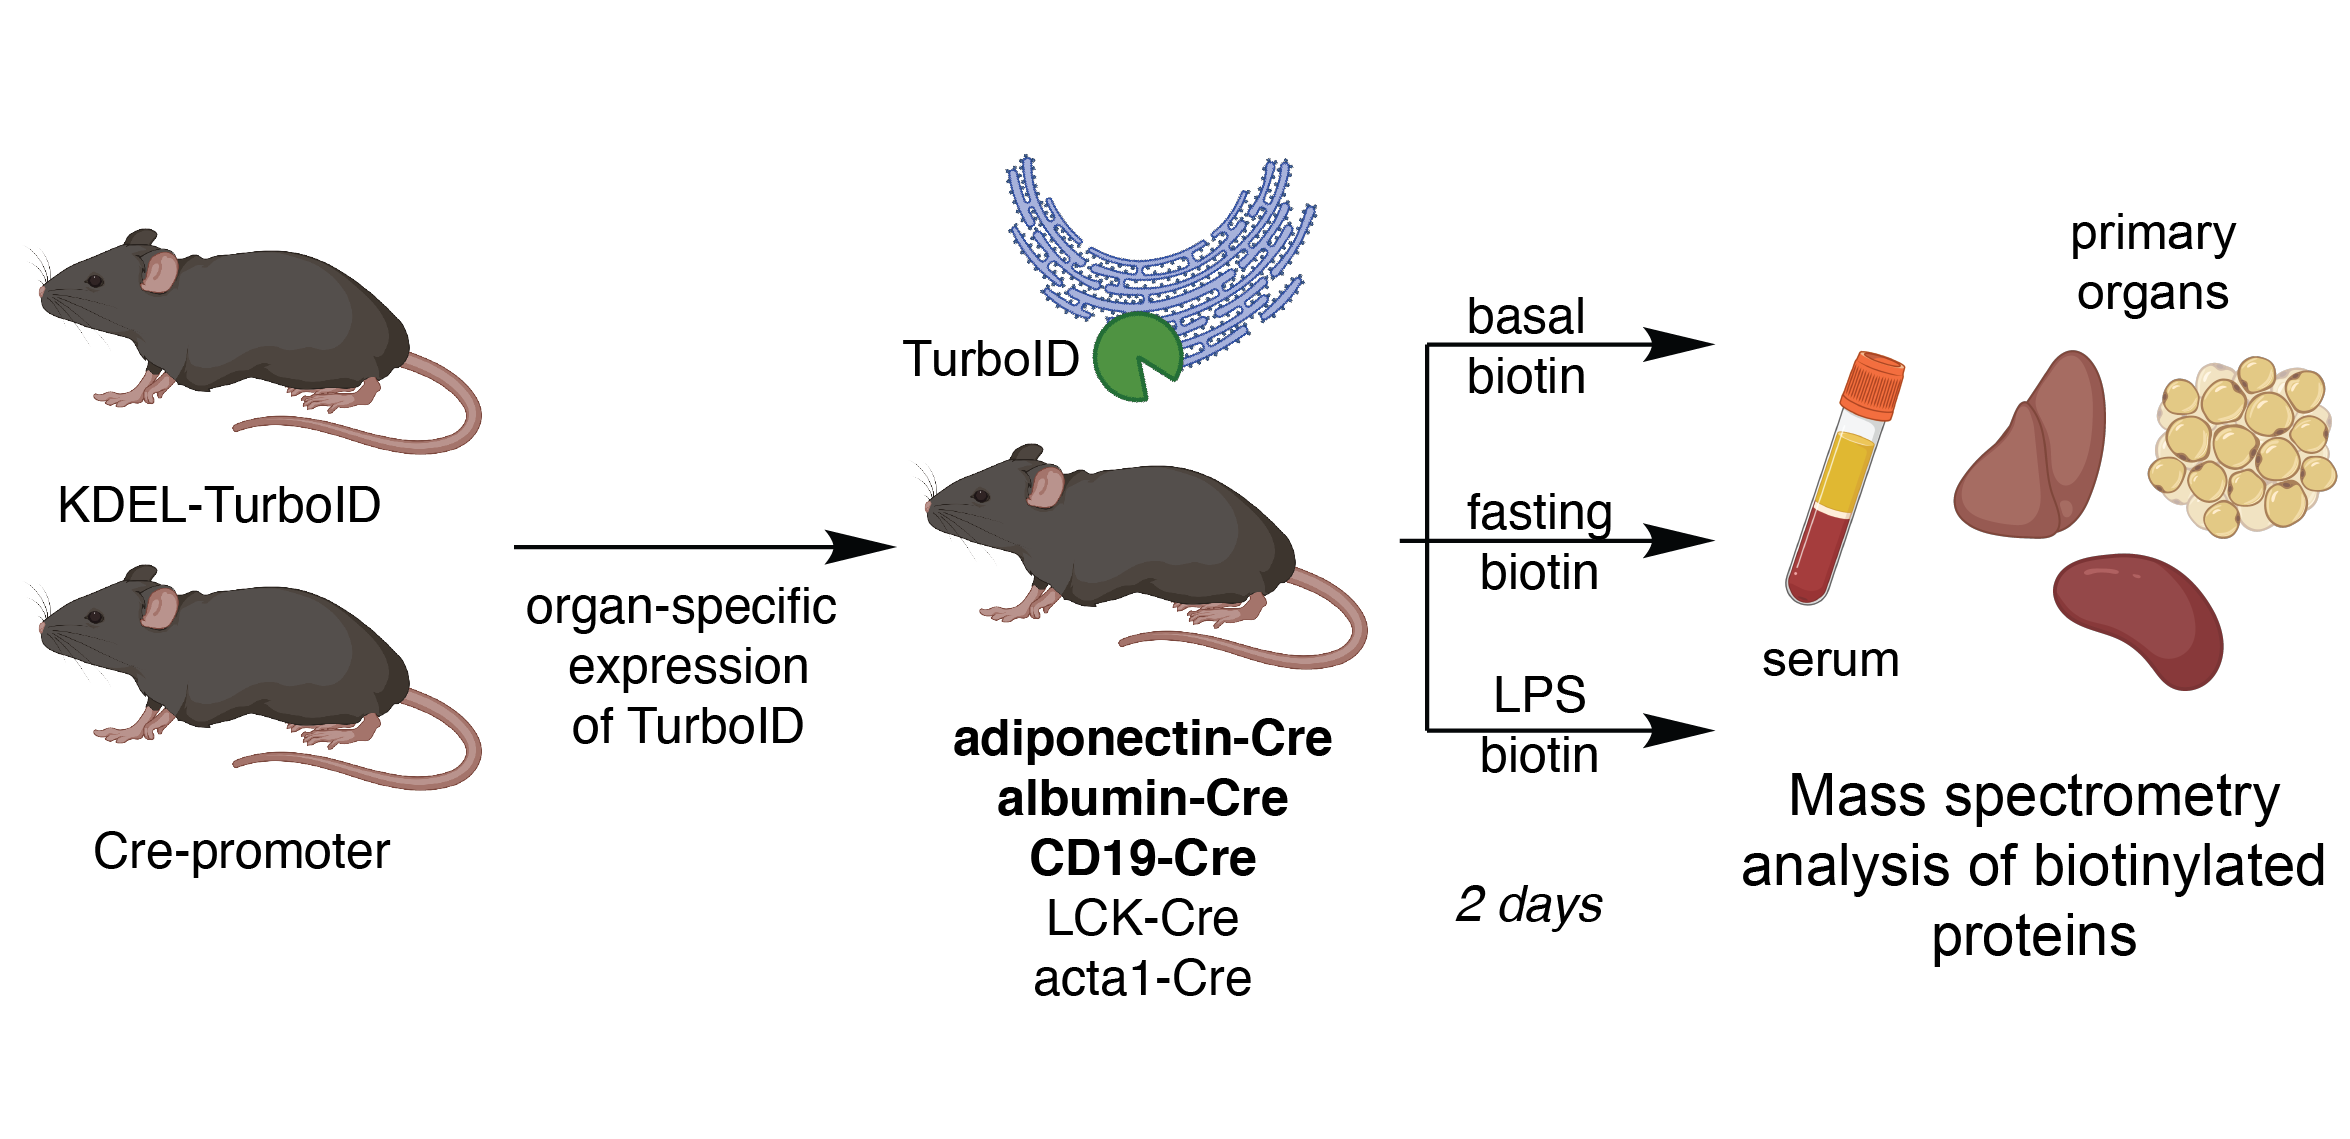 KDEL-TurboID
Cre-promoter
organ-specific
expression
of TurboID
TurboID
adiponectin-Cre
albumin-Cre
CD19-Cre
LCK-Cre
acta1-Cre
basal
biotin
fasting
biotin
LPS
biotin
2 days
serum
primary
organs
Mass spectrometry
analysis of biotinylated
proteins